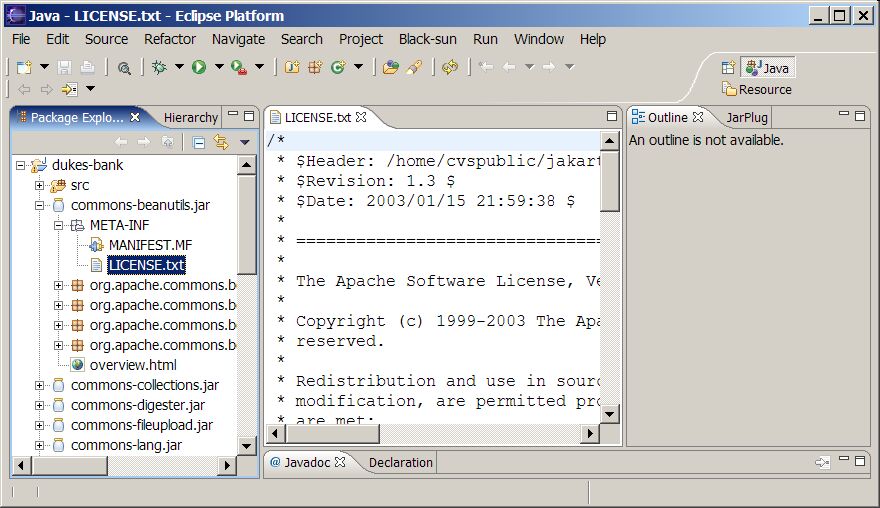 Java - LICENSE.txt - Eclipse Platform
File Edit Source Refactor Navigate Search Project Black-sun Run Window Help
Java
Resource
Package Explo... Hierarchy
dukes-bank
src
commons-beanutils.jar
META-INF
MANIFEST.MF
LICENSE.txt
org.apache.commons.b
org.apache.commons.b
org.apache.commons.b
org.apache.commons.b
overview.html
commons-collections.jar
commons-digester.jar
commons-fileupload.jar
commons-lang.jar
LICENSE.txt
/*
* $Header: /home/cvspublic/jakart
* $Revision: 1.3 $
* $Date: 2003/01/15 21:59:38 $
*
* ==================================
*
* The Apache Software License, Ve
*
* Copyright (c) 1999-2003 The Apa
* reserved.
*
* Redistribution and use in sourc
* modification, are permitted pro
* are met:
Outline JarPlug
An outline is not available.
@ Javadoc Declaration